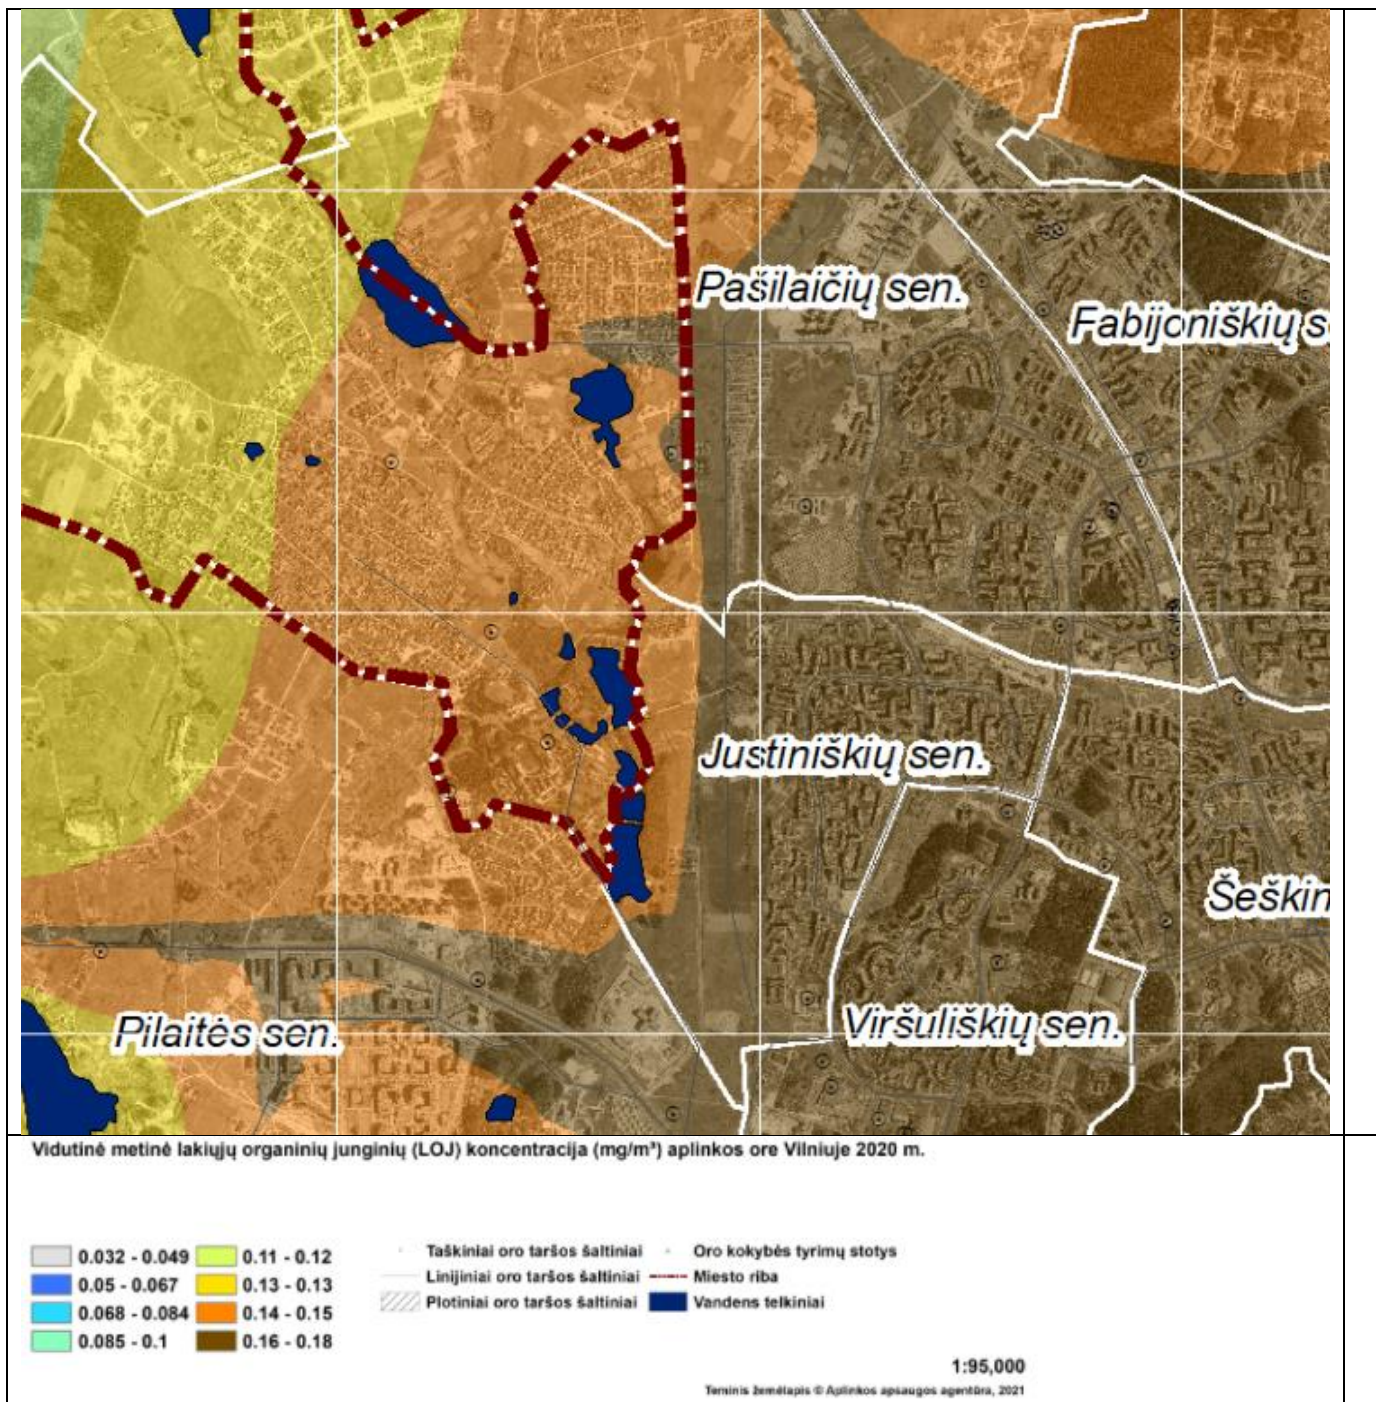 Pašilaičių sen.
Fabijoniškių s
Justiniškių sen.
Šeškin
Viršuliškių sen.
Pilaitės sen.
Vidutinė metinė lakiųjų organinių junginių (LOJ) koncentracija (mg/m³) aplinkos ore Vilniuje 2020 m.
0.032 - 0.049
0.05 - 0.067
0.068 - 0.084
0.085 - 0.1
0.11 - 0.12
0.13 - 0.13
0.14 - 0.15
0.16 - 0.18
Taškiniai oro taršos šaltiniai
Linijiniai oro taršos šaltiniai
Plotiniai oro taršos šaltiniai
Oro kokybės tyrimų stotys
Miesto riba
Vandens telkiniai
1:95,000
Teminis žemėlapis © Aplinkos apsaugos agentūra, 2021